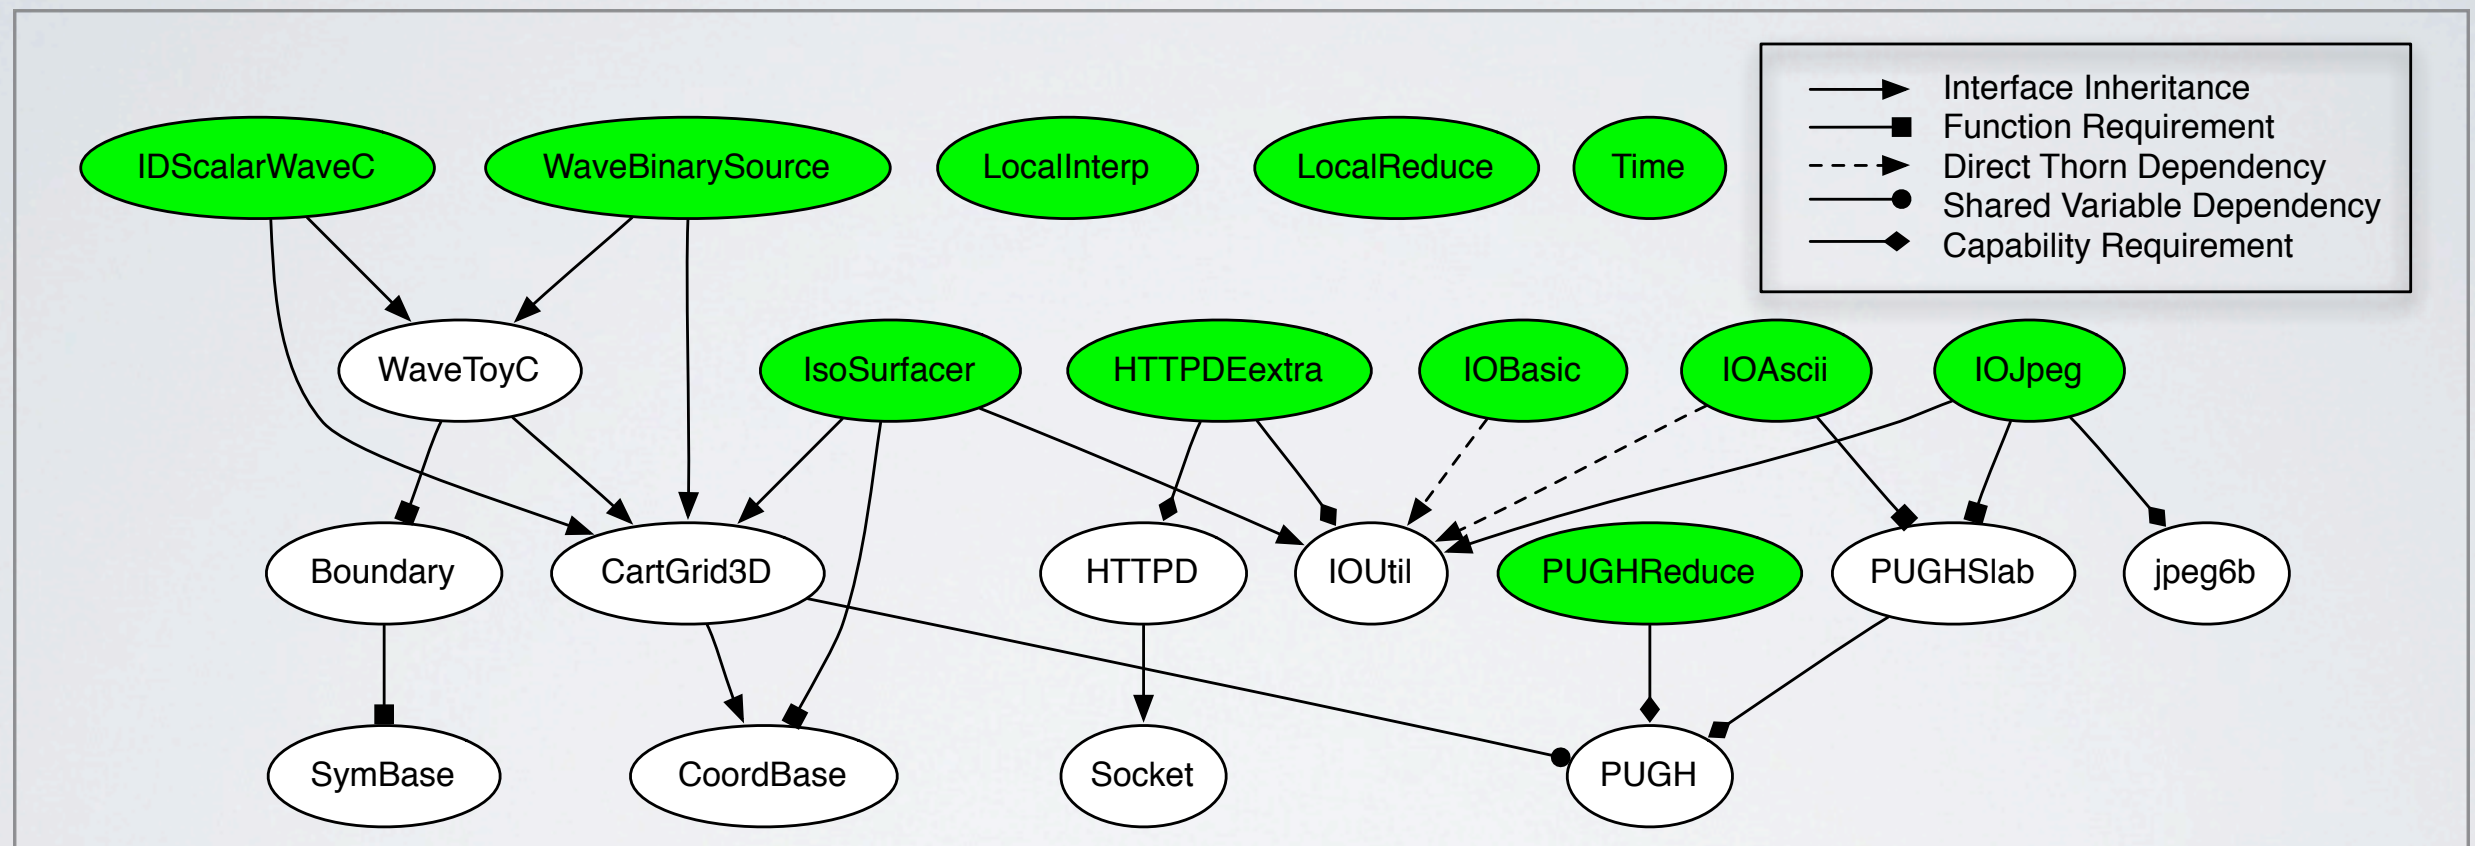 Interface Inheritance
Function Requirement
Direct Thorn Dependency
Shared Variable Dependency
Capability Requirement
IDScalarWaveC
WaveBinarySource
LocalInterp
LocalReduce
Time
WaveToyC
IsoSurfacer
HTTPDEextra
IOBasic
IOAscii
IOJpeg
Boundary
CartGrid3D
HTTPD
IOUtil
PUGHReduce
PUGHSlab
jpeg6b
SymBase
CoordBase
Socket
PUGH